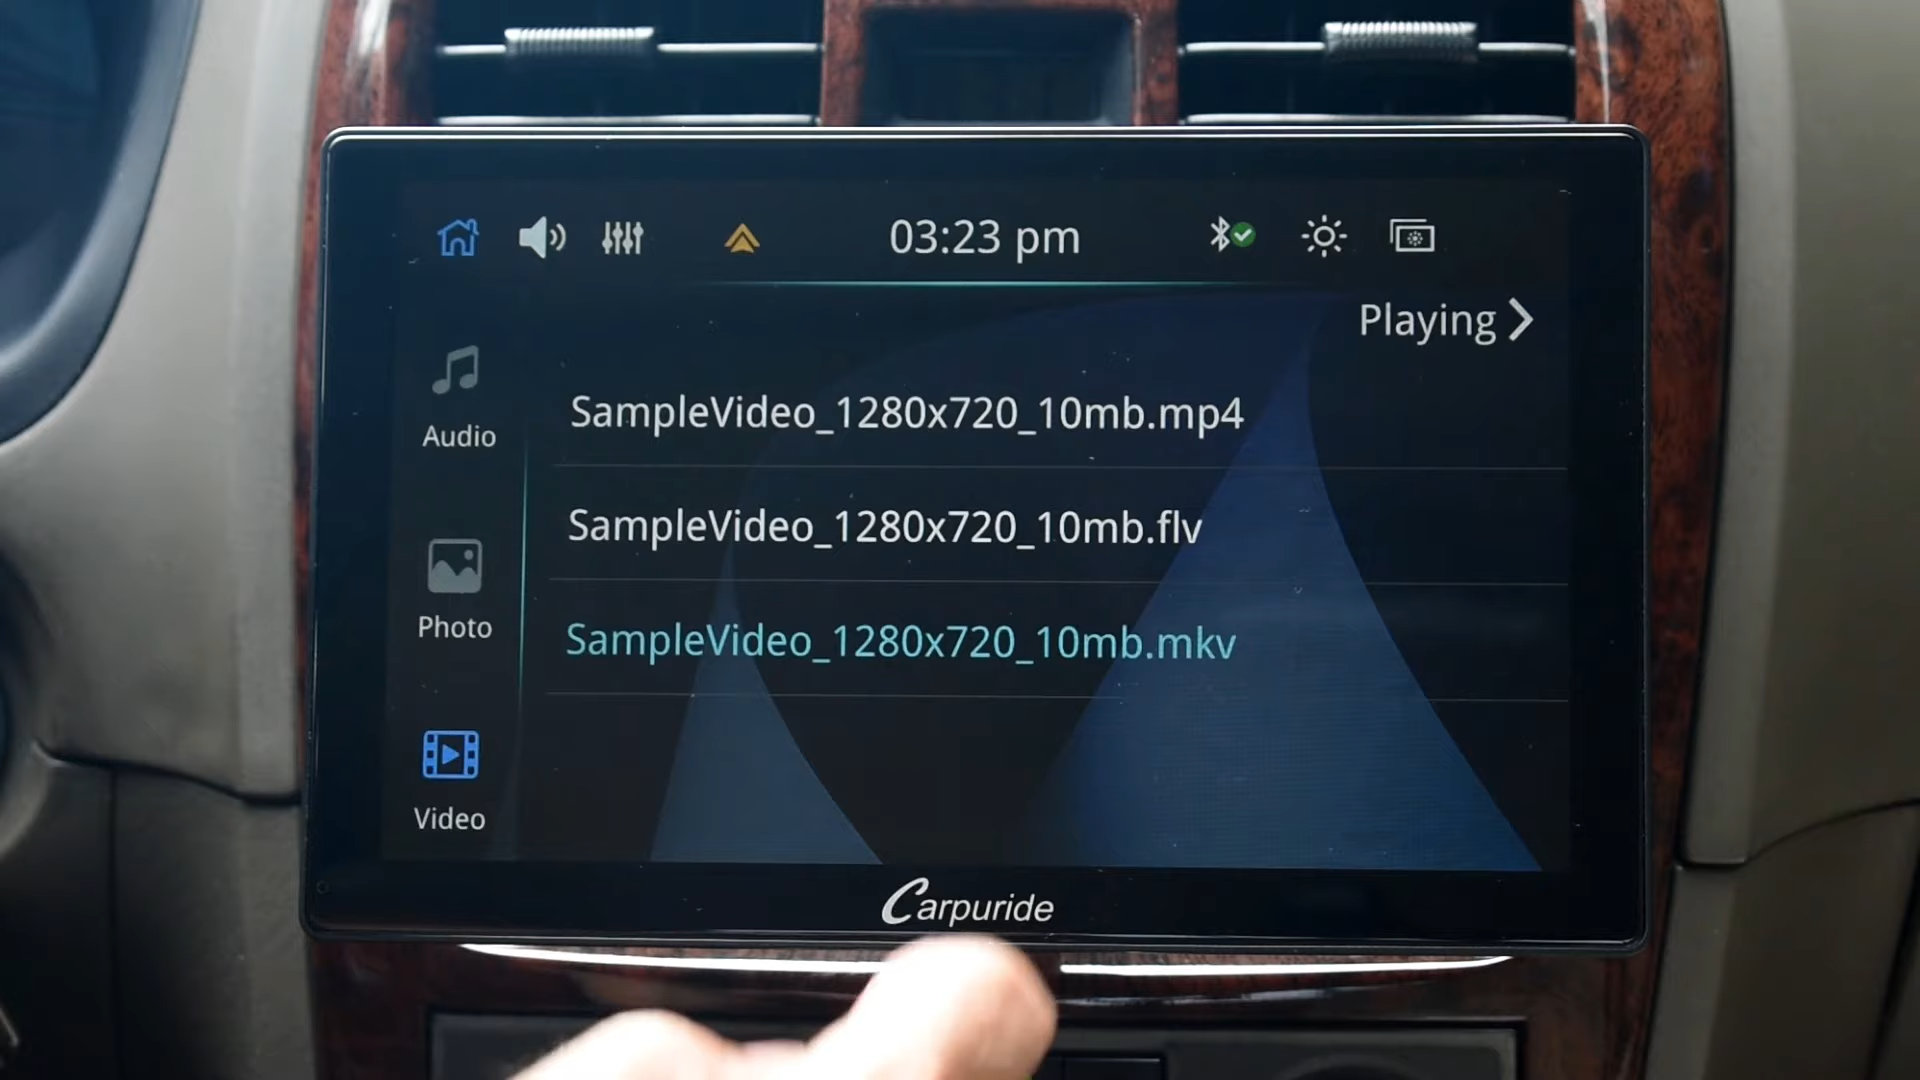 03:23 pm
Playing
Audio
SampleVideo_1280x720_10mb.mp4
SampleVideo_1280x720_10mb.flv
Photo
SampleVideo_1280x720_10mb.mkv
Video
Carpuride